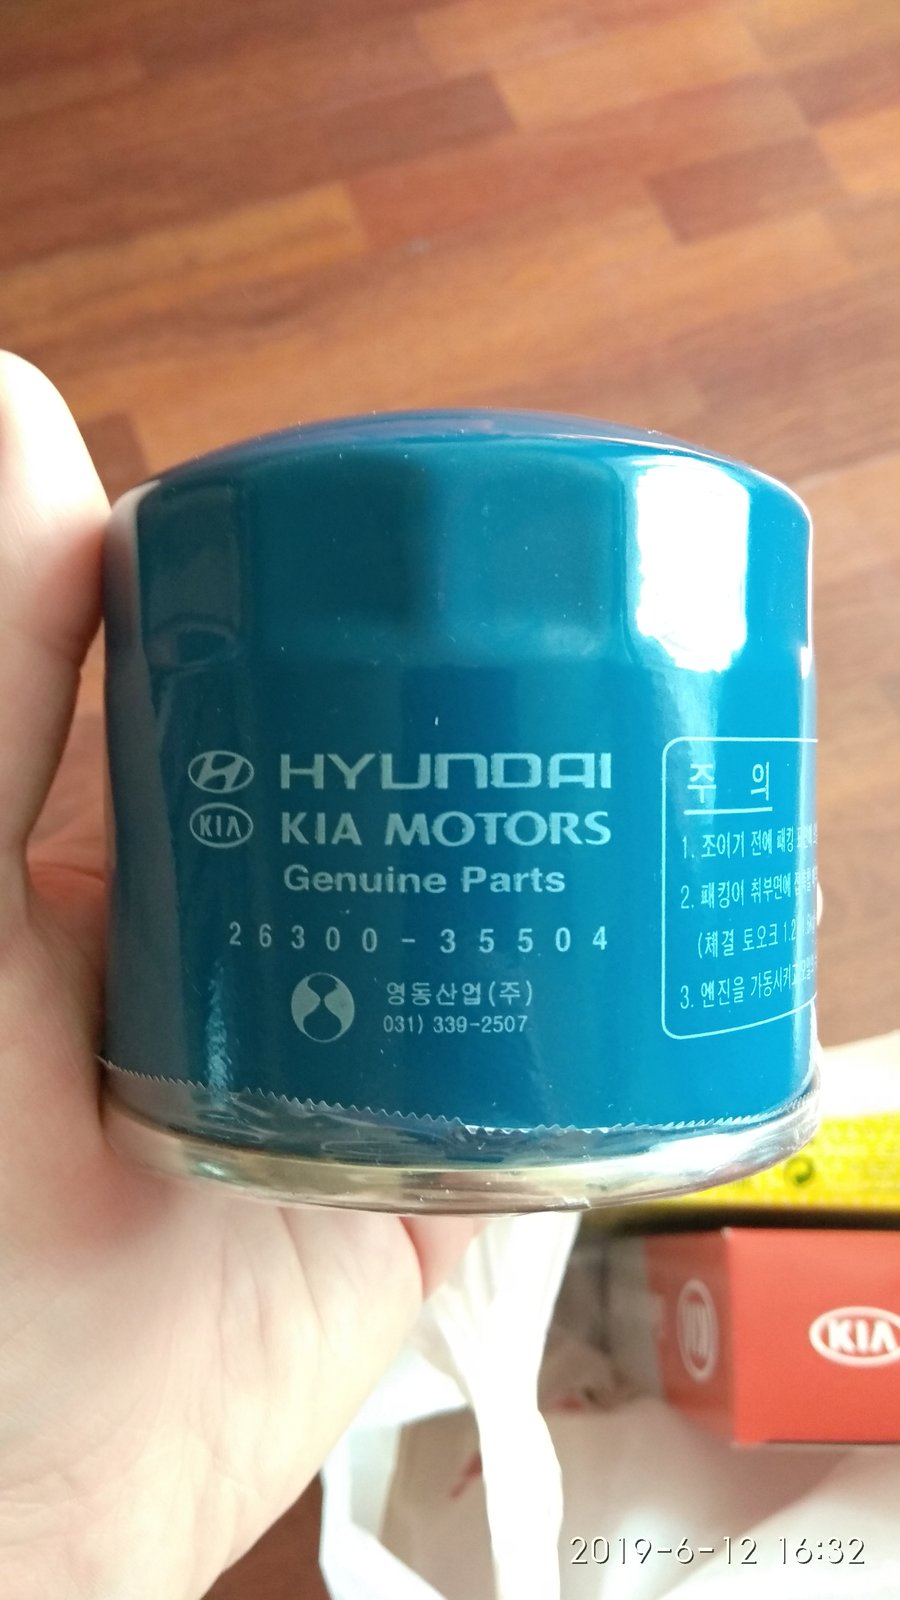 HYUNDAI
KIA KIA MOTORS
Genuine Parts
26300-35504
영동산업(주)
031) 339-2507
주 의
1. 조이기 전에 패킹
2. 패킹이 취부면에
(체결 토오크 1.2
3. 엔진을 가동시켜
KIA
2019-6-12 16:32